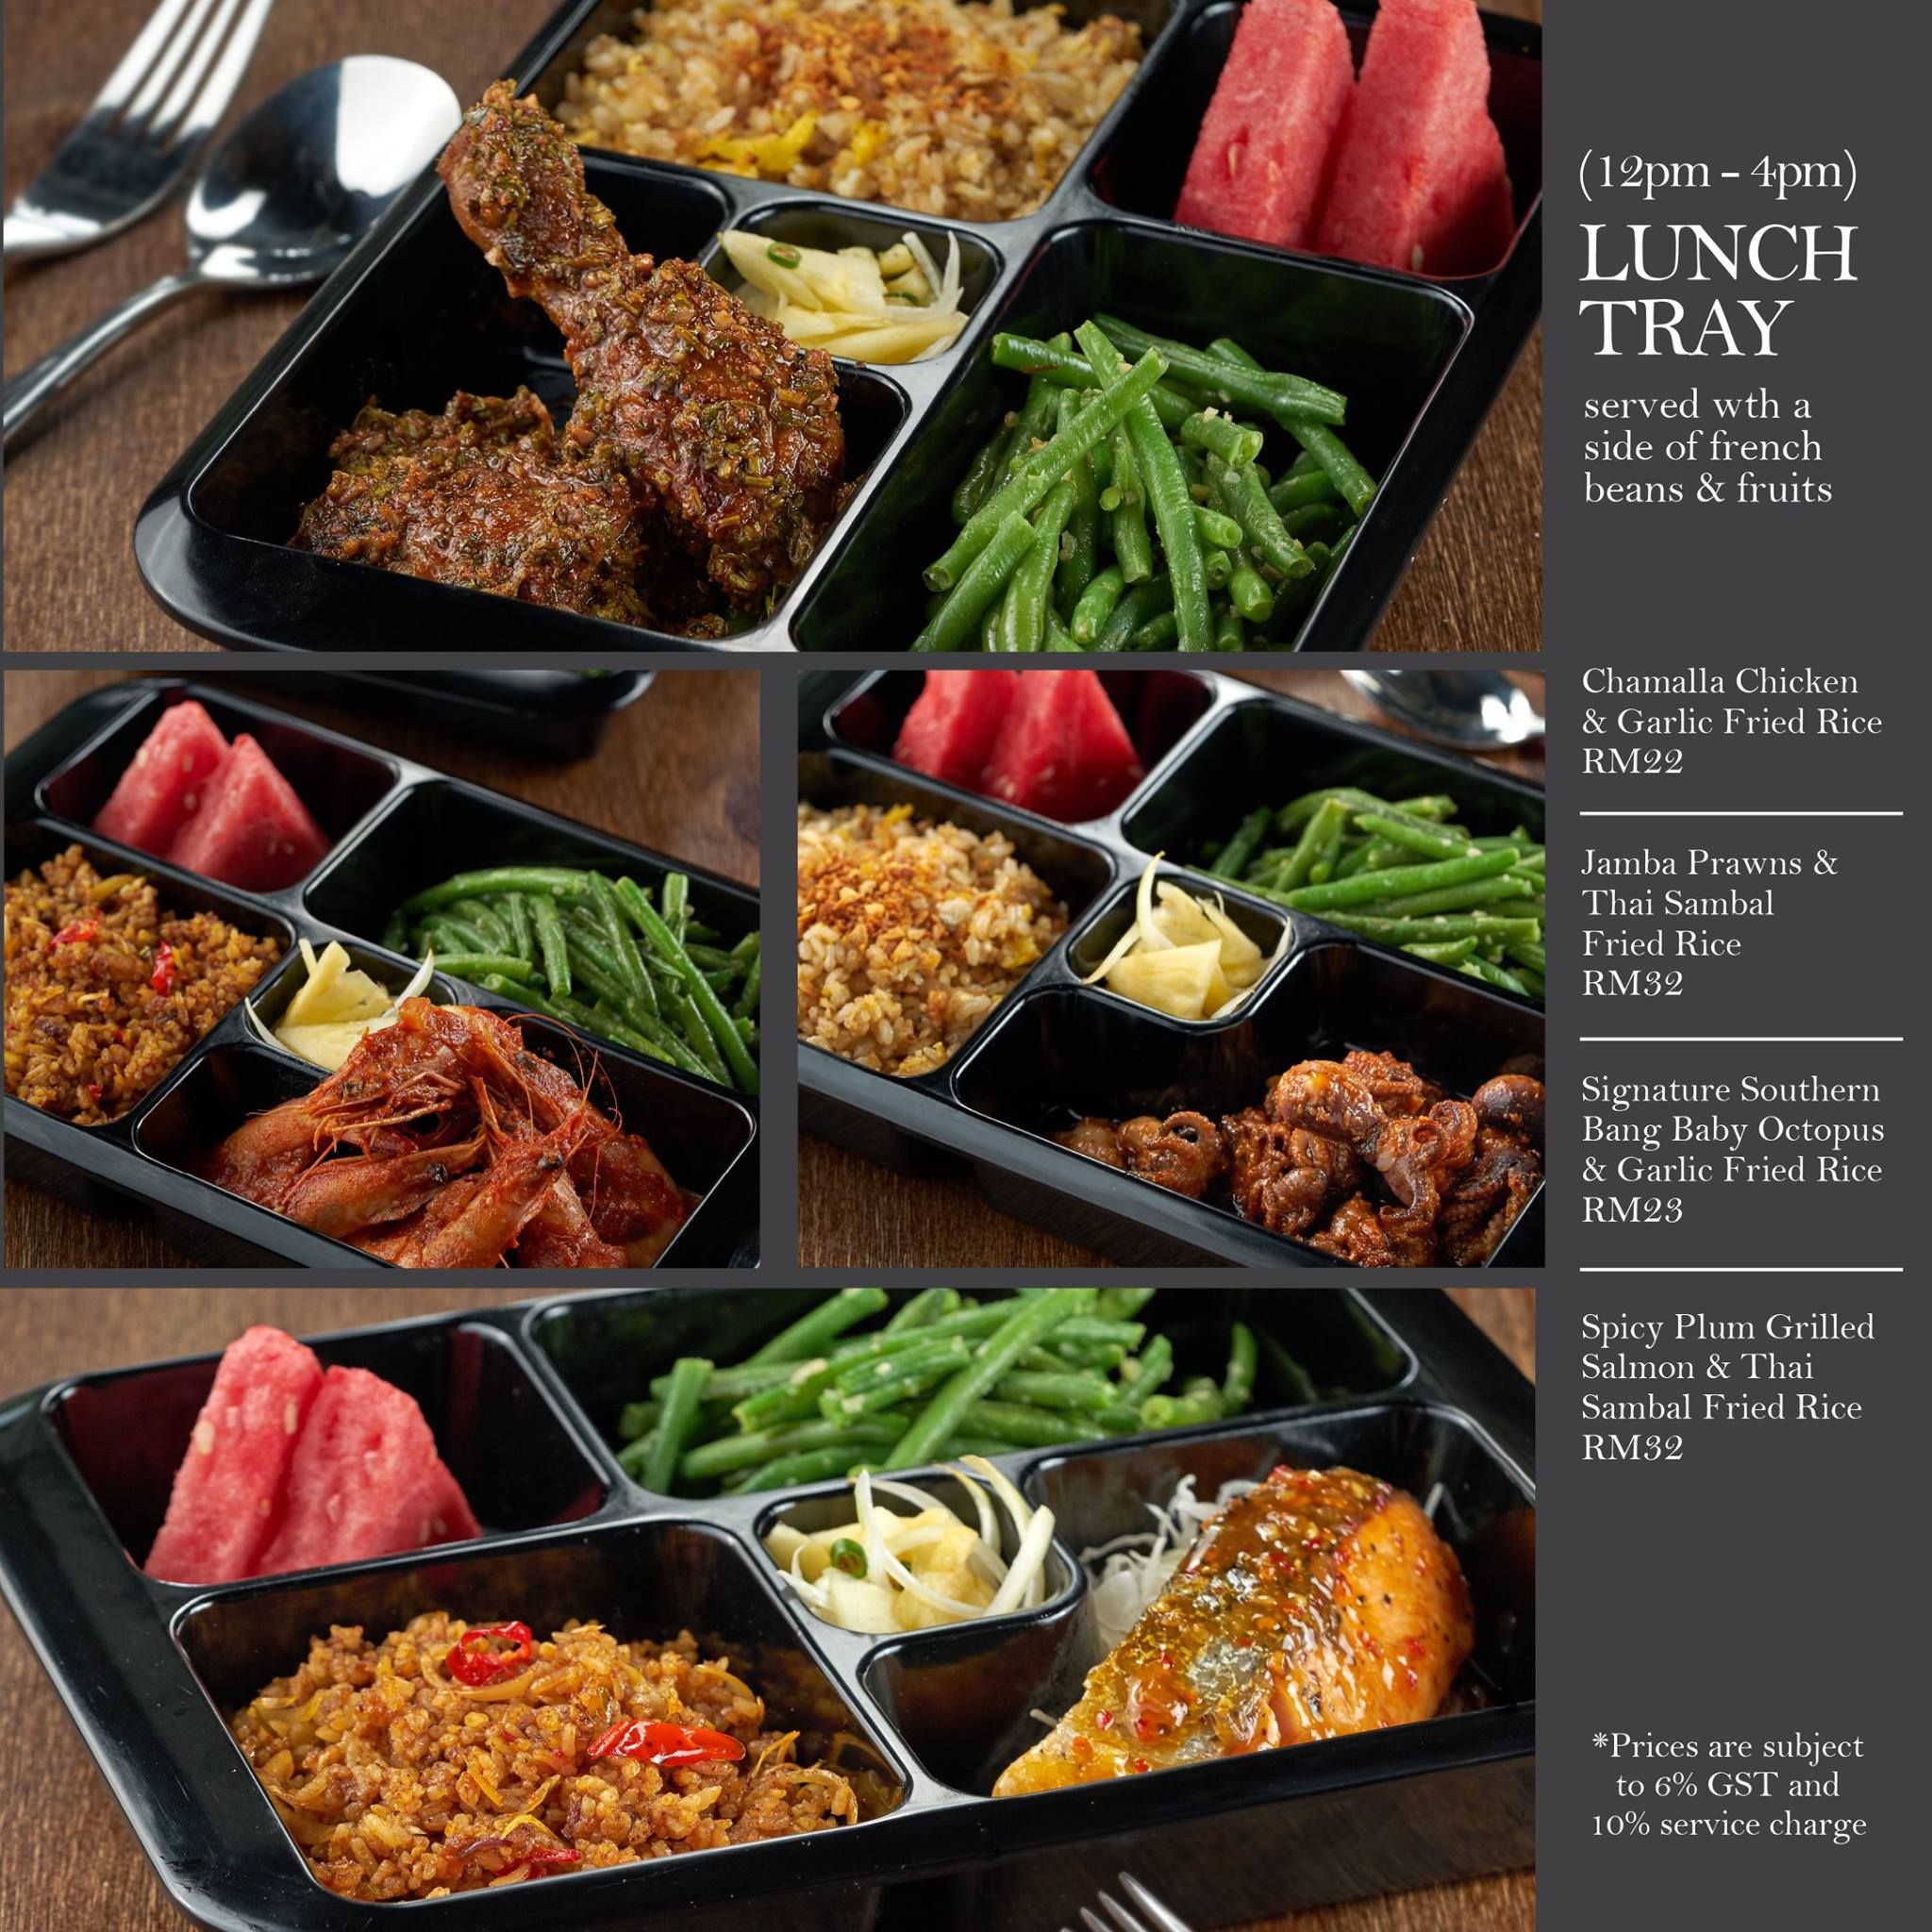 (12pm - 4pm)
LUNCH
TRAY
served wth a
side of french
beans & fruits
Chamalla Chicken
& Garlic Fried Rice
RM22
Jamba Prawns &
Thai Sambal
Fried Rice
RM32
Signature Southern
Bang Baby Octopus
& Garlic Fried Rice
RM23
Spicy Plum Grilled
Salmon & Thai
Sambal Fried Rice
RM32
*Prices are subject
to 6% GST and
10% service charge